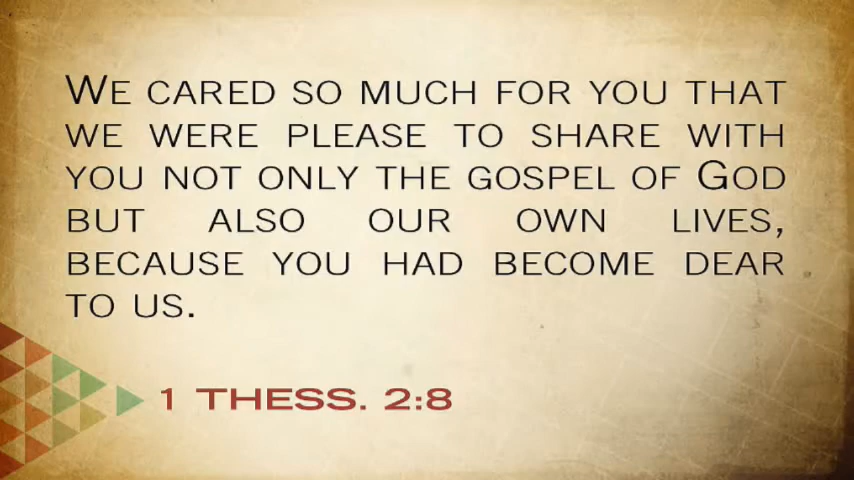 We cared so much for you that
we were please to share with
you not only the gospel of God
but also our own lives,
because you had become dear
to us.
1 THESS. 2:8